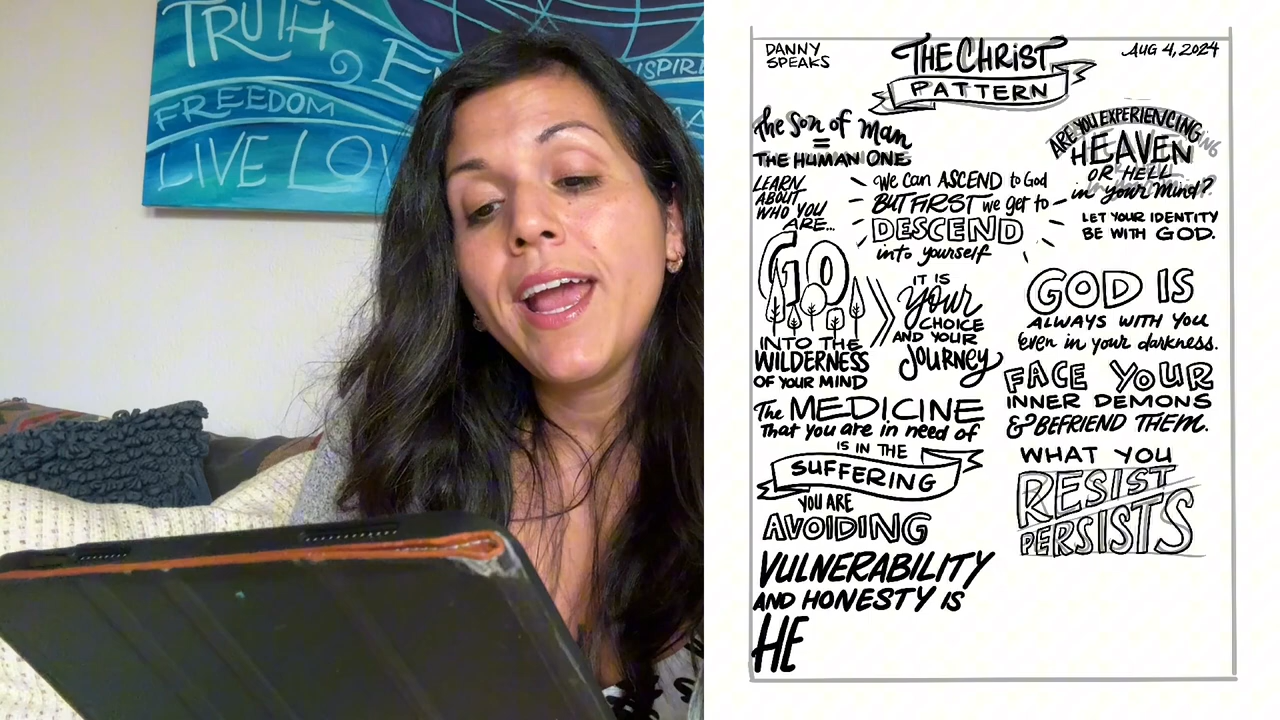 TRUTH
FREEDOM
LIVE
DANNY
SPEAKS
THE CHRIST
PATTERN
AUG 4, 2024
The Son of Man
=
THE HUMAN ONE
LEARN
ABOUT
WHO YOU
ARE...
GO
INTO THE
WILDERNESS
OF YOUR MIND
We can ASCEND to God
BUT FIRST we get to
DESCEND
into yourself
IT IS
your
CHOICE
AND YOUR
JOURNEY
The MEDICINE
that you are in need of
IS IN THE
SUFFERING
YOU ARE
AVOIDING
VULNERABILITY
AND HONESTY IS
HE
ARE YOU EXPERIENCING
HEAVEN
OR HELL
in your Mind?
LET YOUR IDENTITY
BE WITH GOD.
GOD IS
ALWAYS WITH YOU
Even in your darkness.
FACE YOUR
INNER DEMONS
& BEFRIEND THEM.
WHAT YOU
RESIST
PERSISTS